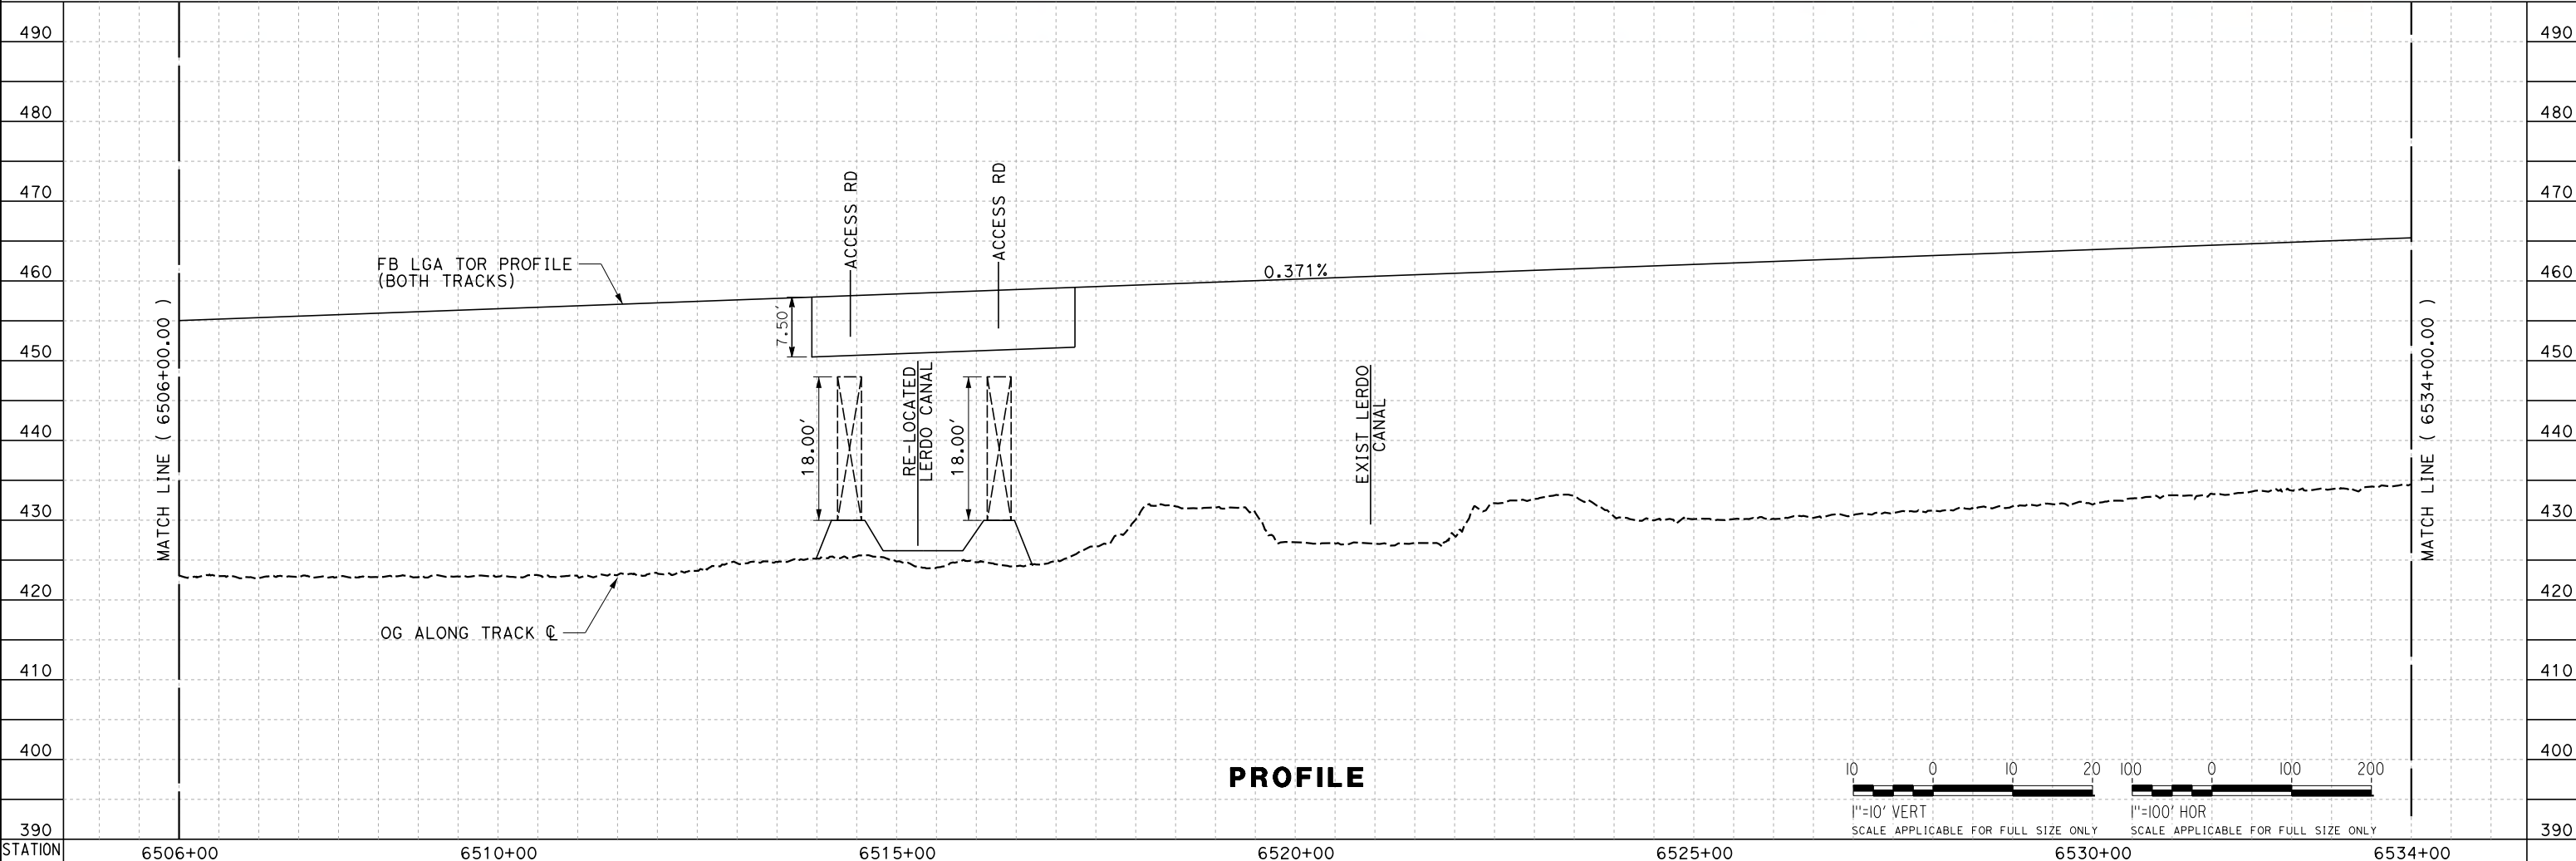 490
490
480
480
470
470
ACCESS RD
ACCESS RD
FB LGA TOR PROFILE
(BOTH TRACKS)
460
460
0.371%
7.50'
450
450
MATCH LINE ( 6506+00.00 )
18.00'
RE-LOCATED
LERDO CANAL
18.00'
EXIST LERDO
CANAL
MATCH LINE ( 6534+00.00 )
440
440
430
430
420
420
OG ALONG TRACK ℄
410
410
400
400
PROFILE
10 0 10 20
1"=10' VERT
SCALE APPLICABLE FOR FULL SIZE ONLY
100 0 100 200
1"=100' HOR
SCALE APPLICABLE FOR FULL SIZE ONLY
390
390
STATION
6506+00 6510+00 6515+00 6520+00 6525+00 6530+00 6534+00